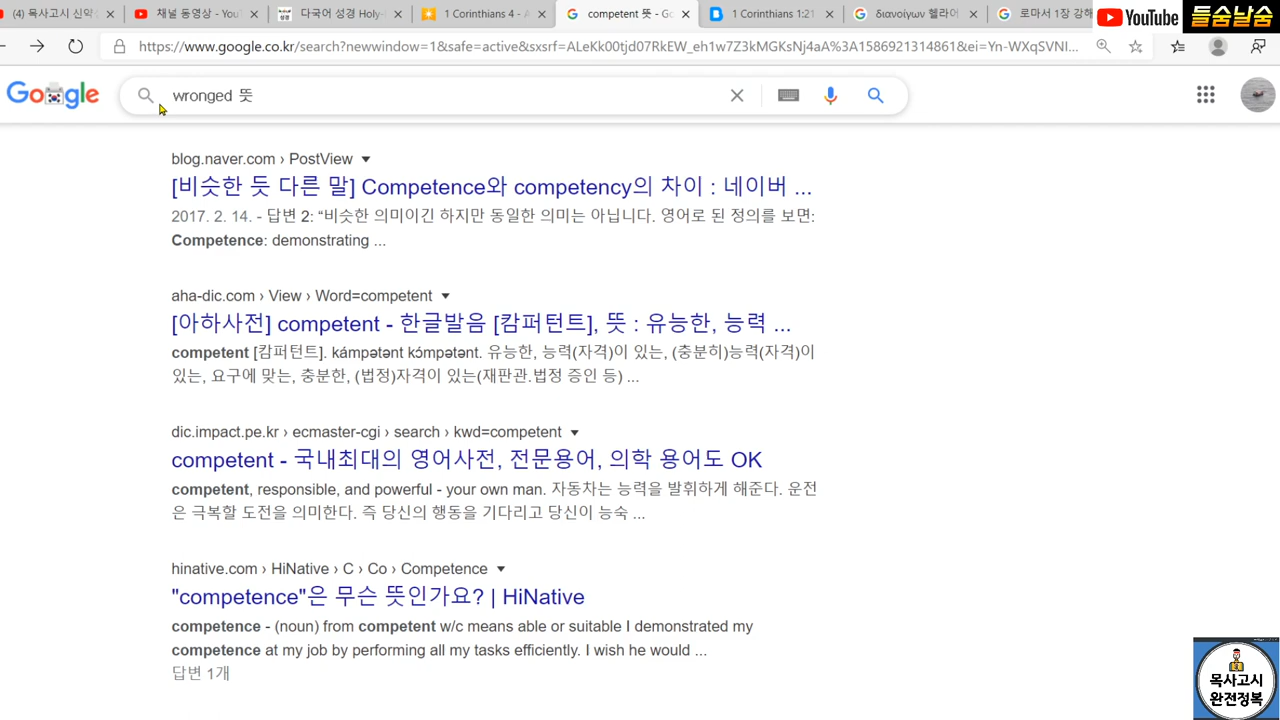 (4) 목사고시 신약
채널 동영상 - You
다국어 성경 Holy-
1 Corinthians 4 -
competent 뜻 - Go
1 Corinthians 1:21
διανοίγων 헬라어
로마서 1장 강해
YouTube
들숨날숨
https://www.google.co.kr/search?newwindow=1&safe=active&sxsrf=ALeKk00tjd07RkEW_eh1w7Z3kMGKsNj4aA%3A1586921314861&ei=Yn-WXqSVNI...
Google
wronged 뜻
blog.naver.com › PostView
[비슷한 듯 다른 말] Competence와 competency의 차이 : 네이버 ...
2017. 2. 14. - 답변 2: “비슷한 의미이긴 하지만 동일한 의미는 아닙니다. 영어로 된 정의를 보면:
Competence: demonstrating ...
aha-dic.com › View › Word=competent
[아하사전] competent - 한글발음 [캄퍼턴트], 뜻 : 유능한, 능력 ...
competent [캄퍼턴트]. kámpətənt kɔ́mpətənt. 유능한, 능력(자격)이 있는, (충분히)능력(자격)이
있는, 요구에 맞는, 충분한, (법정)자격이 있는(재판관.법정 증인 등) ...
dic.impact.pe.kr › ecmaster-cgi › search › kwd=competent
competent - 국내최대의 영어사전, 전문용어, 의학 용어도 OK
competent, responsible, and powerful - your own man. 자동차는 능력을 발휘하게 해준다. 운전
은 극복할 도전을 의미한다. 즉 당신의 행동을 기다리고 당신이 능숙 ...
hinative.com › HiNative › C › Co › Competence
"competence"은 무슨 뜻인가요? | HiNative
competence - (noun) from competent w/c means able or suitable I demonstrated my
competence at my job by performing all my tasks efficiently. I wish he would ...
답변 1개
목사고시
완전정복